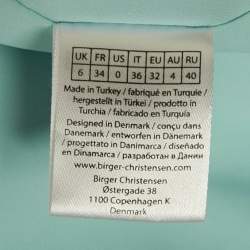 UK FR US IT EU AU RU
6 34 0 36 32 4 40
Made in Turkey / fabriqué en Turquie /
hergestellt in Türkei / prodotto in
Turchia / fabricado en Turquía
Designed in Denmark / conçu dans
Danemark / entworfen in Dänemark
/ progettato in Danimarca / diseñado
en Dinamarca / разработан в Дании
www.birger-christensen.com
Birger Christensen
Østergade 38
1100 Copenhagen K
Denmark